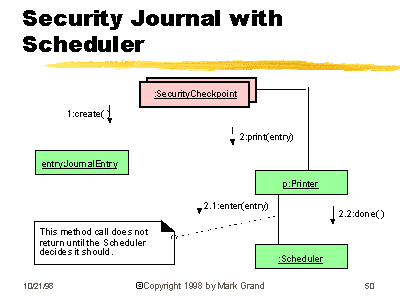 Security Journal with
Scheduler
:SecurityCheckpoint
1:create( )
2:print(entry)
entryJournalEntry
p:Printer
2.1:enter(entry)
2.2:done( )
This method call does not
return until the Scheduler
decides it should.
:Scheduler
10/21/98 ©Copyright 1998 by Mark Grand 50